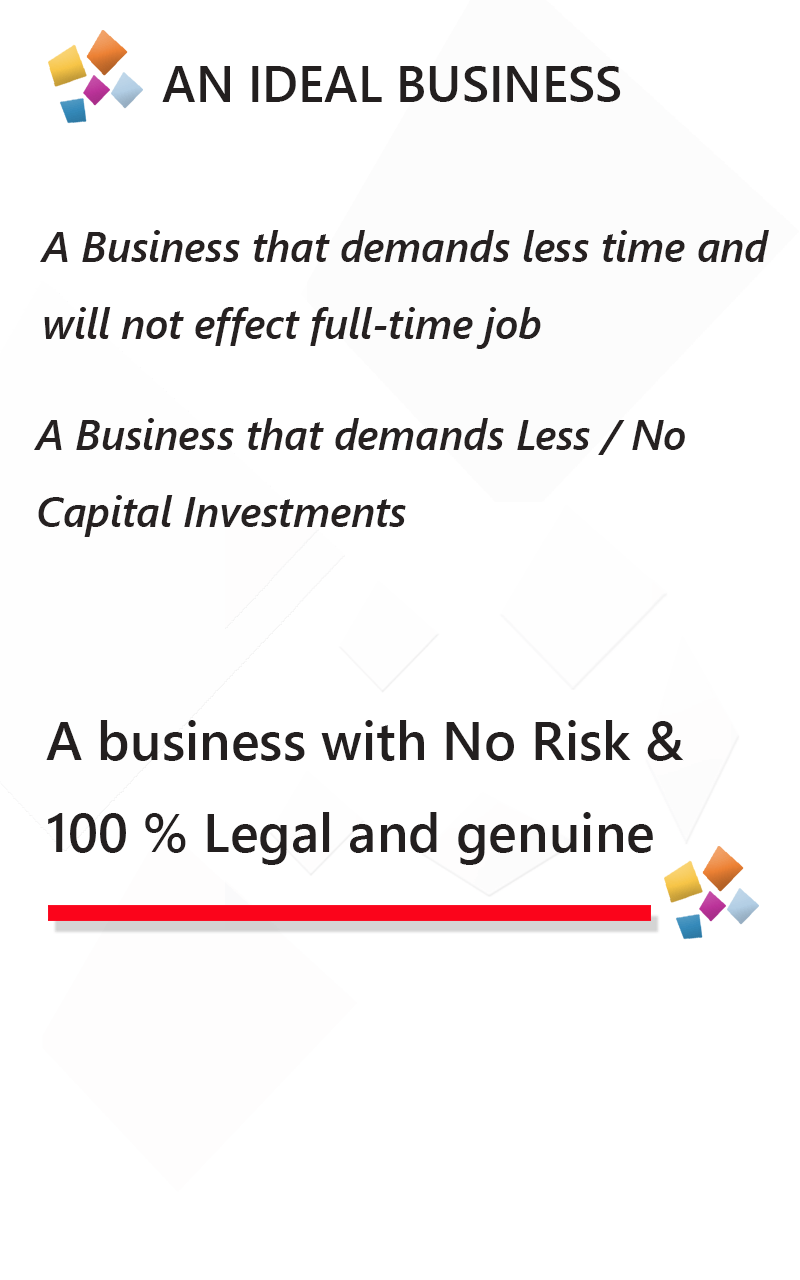 AN IDEAL BUSINESS
A Business that demands less time and
will not effect full-time job
A Business that demands Less / No
Capital Investments
A business with No Risk &
100 % Legal and genuine